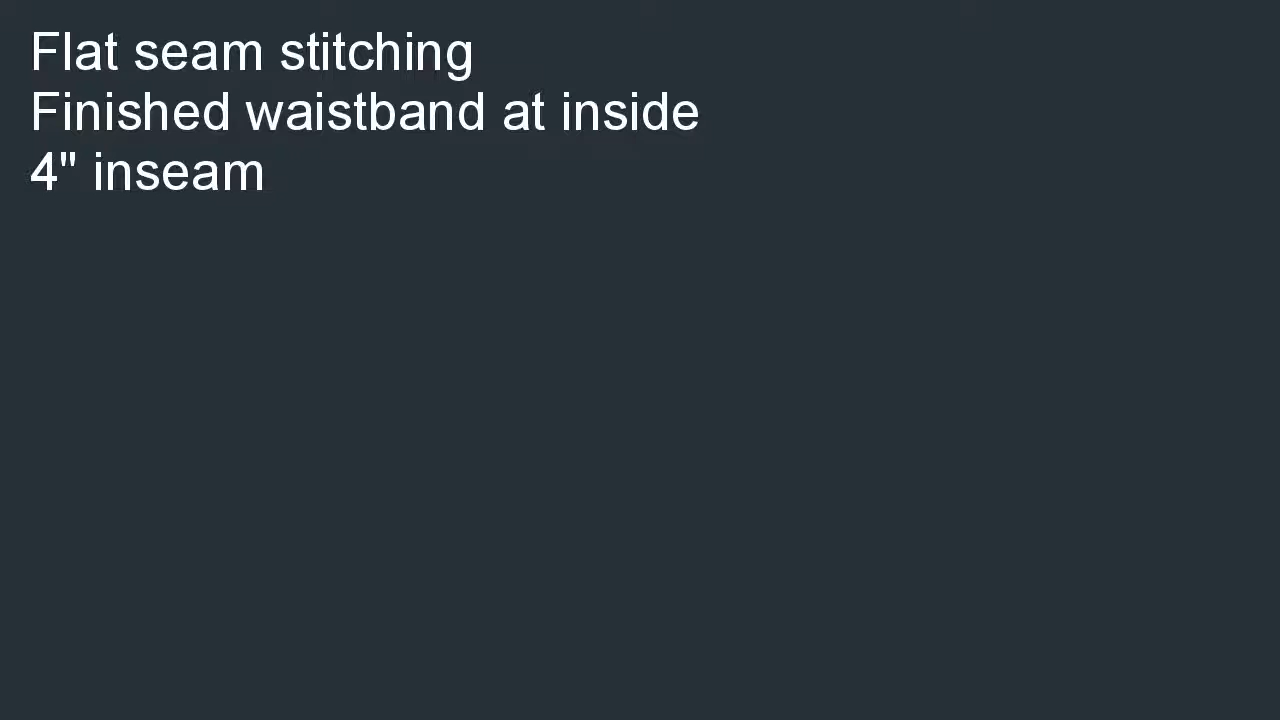 Flat seam stitching
Finished waistband at inside
4" inseam